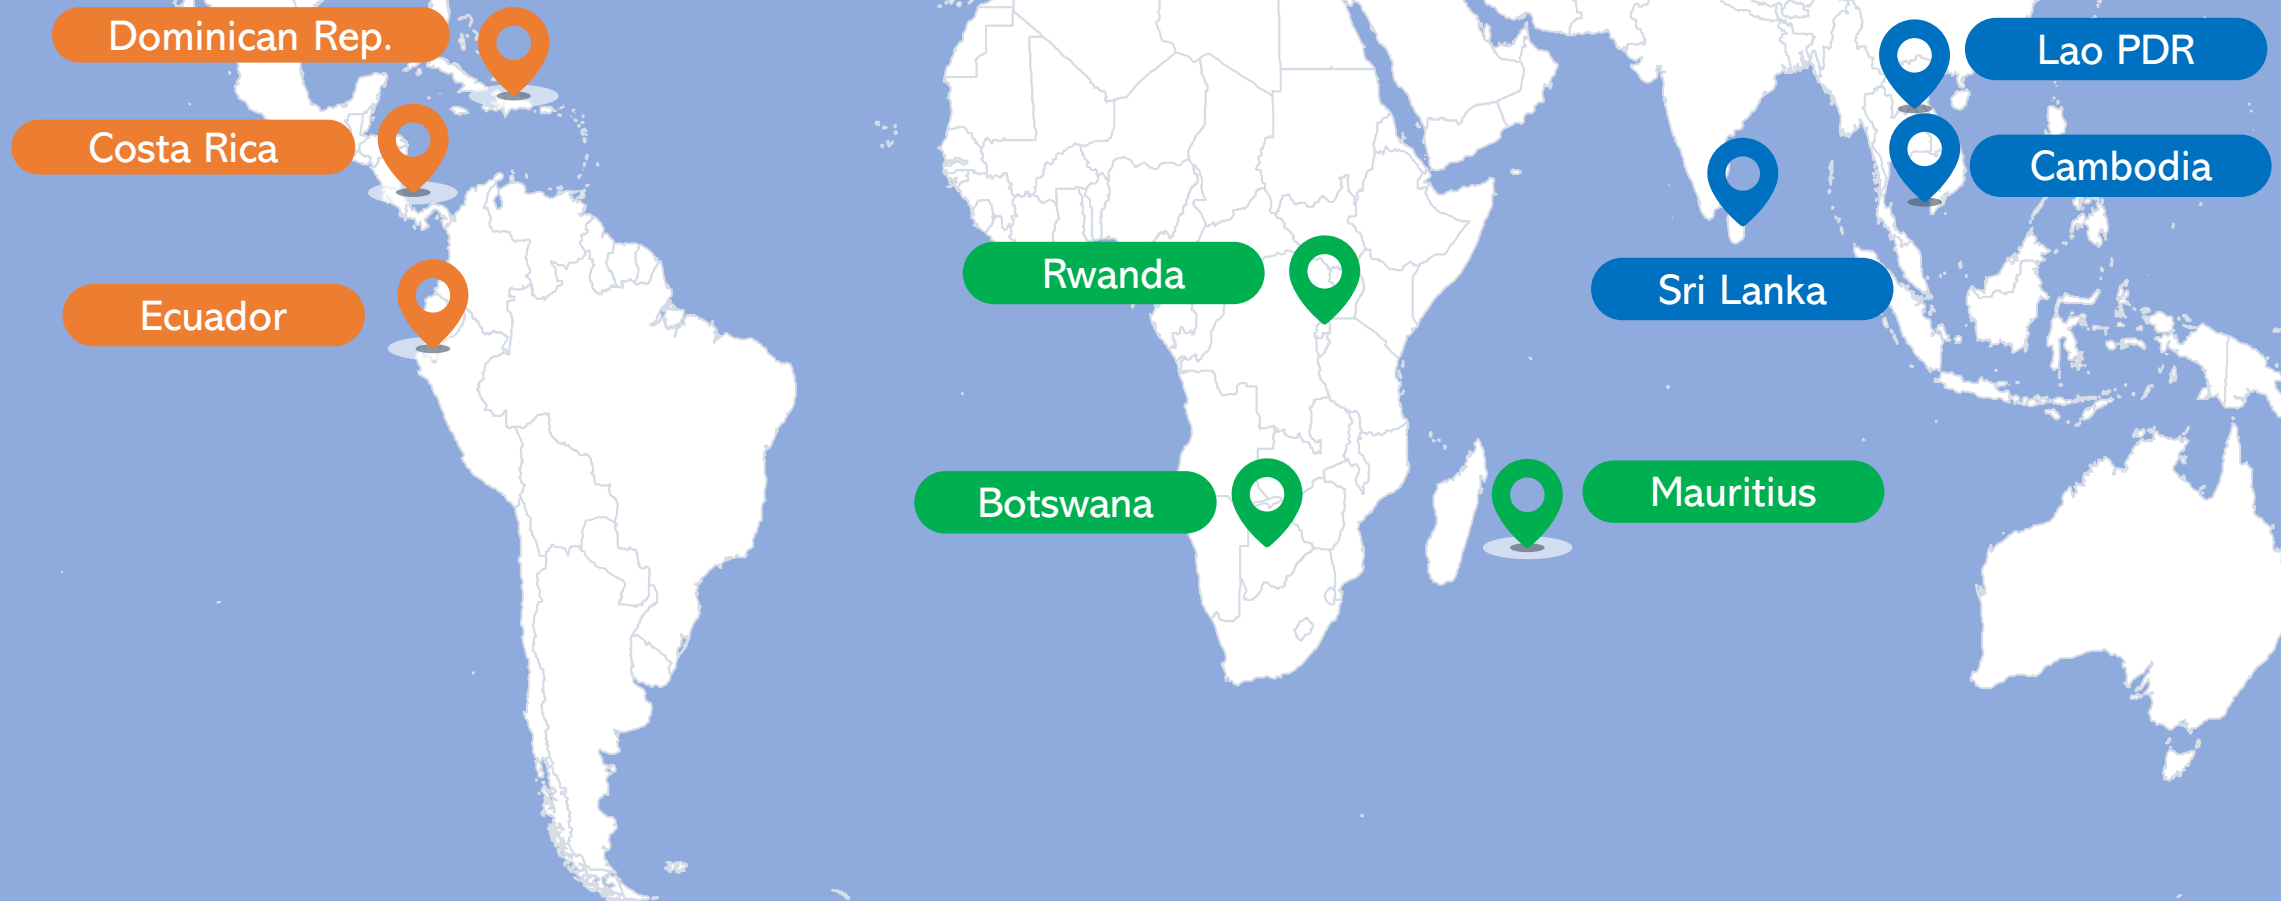 Dominican Rep.
Lao PDR
Costa Rica
Cambodia
Rwanda
Sri Lanka
Ecuador
Botswana
Mauritius